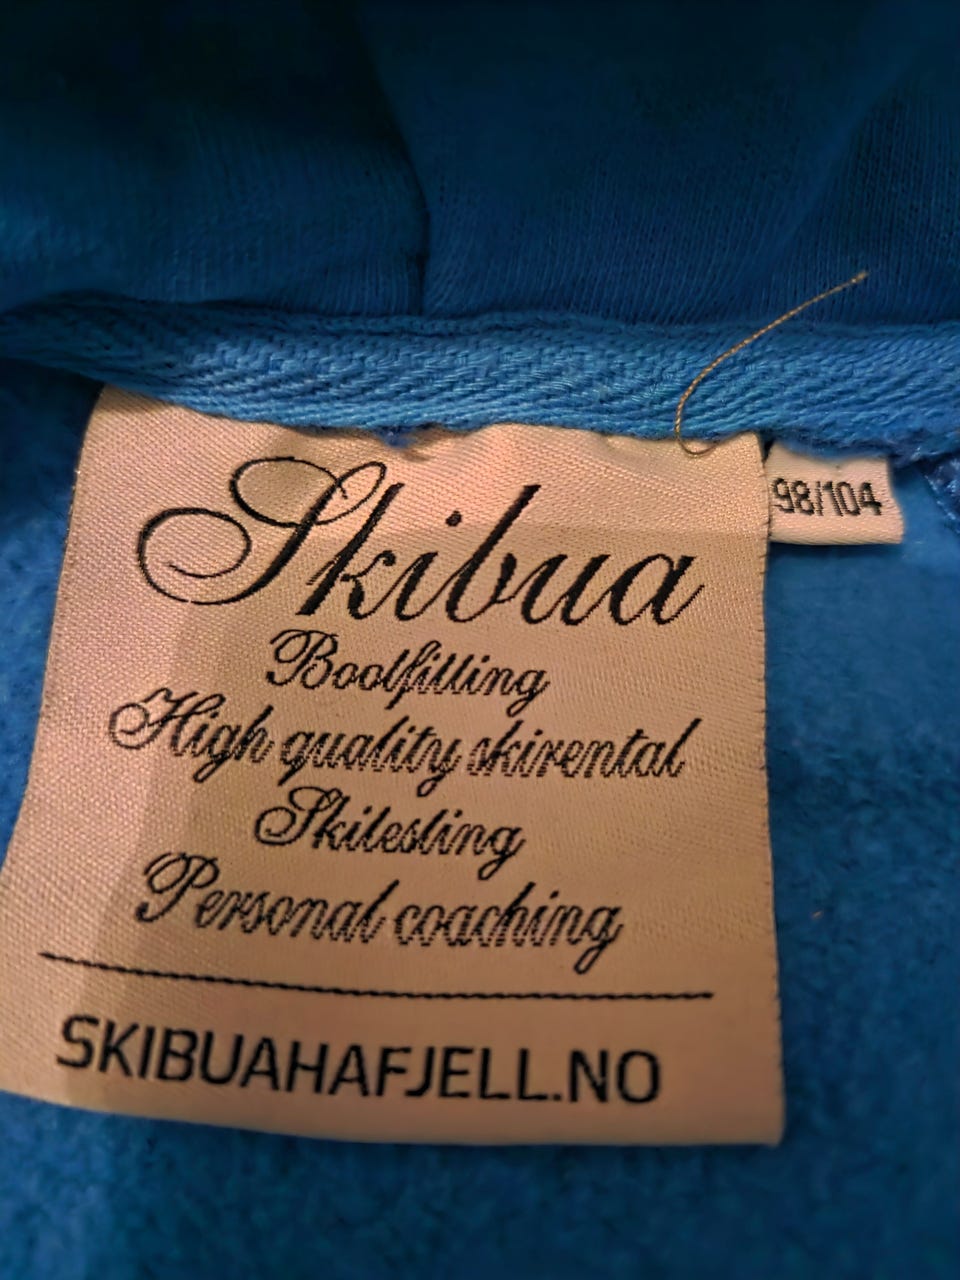 Skibua
98/104
Bootfitting
High quality skirental
Skitesting
Personal coaching
SKIBUAHAFJELL.NO